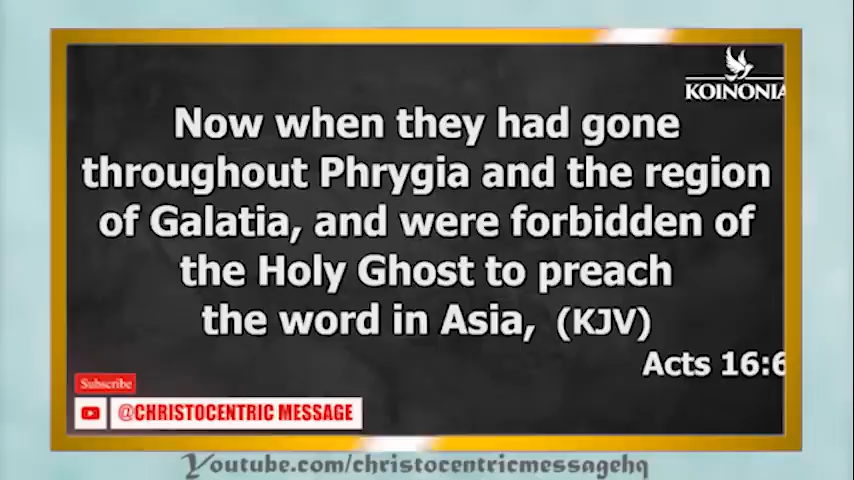 KOINONIA
Now when they had gone
throughout Phrygia and the region
of Galatia, and were forbidden of
the Holy Ghost to preach
the word in Asia, (KJV)
Acts 16:6
Subscribe
@CHRISTOCENTRIC MESSAGE
Youtube.com/christocentricmessagehq